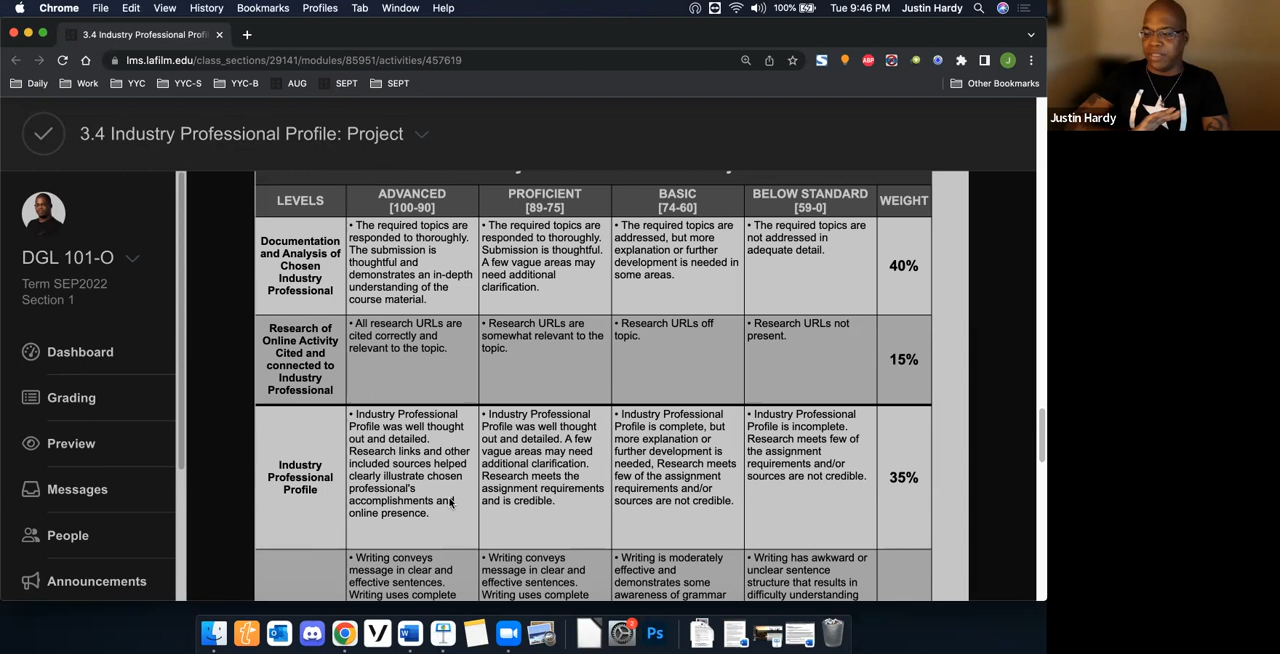 Chrome File Edit View History Bookmarks Profiles Tab Window Help 100% Tue 9:46 PM Justin Hardy
3.4 Industry Professional Profil
lms.lafilm.edu/class_sections/29141/modules/85951/activities/457619
Daily Work YYC YYC-S YYC-B AUG SEPT SEPT Other Bookmarks
Justin Hardy
3.4 Industry Professional Profile: Project
DGL 101-O
Term SEP2022
Section 1
Dashboard
Grading
Preview
Messages
People
Announcements
LEVELS
ADVANCED
[100-90]
PROFICIENT
[89-75]
BASIC
[74-60]
BELOW STANDARD
[59-0]
WEIGHT
Documentation
and Analysis of
Chosen
Industry
Professional
• The required topics are
responded to thoroughly.
The submission is
thoughtful and
demonstrates an in-depth
understanding of the
course material.
• The required topics are
responded to thoroughly.
Submission is thoughtful.
A few vague areas may
need additional
clarification.
• The required topics are
addressed, but more
explanation or further
development is needed in
some areas.
• The required topics are
not addressed in
adequate detail.
40%
Research of
Online Activity
Cited and
connected to
Industry
Professional
• All research URLs are
cited correctly and
relevant to the topic.
• Research URLs are
somewhat relevant to the
topic.
• Research URLs off
topic.
• Research URLs not
present.
15%
Industry
Professional
Profile
• Industry Professional
Profile was well thought
out and detailed.
Research links and other
included sources helped
clearly illustrate chosen
professional's
accomplishments and
online presence.
• Industry Professional
Profile was well thought
out and detailed. A few
vague areas may need
additional clarification.
Research meets the
assignment requirements
and is credible.
• Industry Professional
Profile is complete, but
more explanation or
further development is
needed, Research meets
few of the assignment
requirements and/or
sources are not credible.
• Industry Professional
Profile is incomplete.
Research meets few of
the assignment
requirements and/or
sources are not credible.
35%
• Writing conveys
message in clear and
effective sentences.
Writing uses complete
• Writing conveys
message in clear and
effective sentences.
Writing uses complete
• Writing is moderately
effective and
demonstrates some
awareness of grammar
• Writing has awkward or
unclear sentence
structure that results in
difficulty understanding